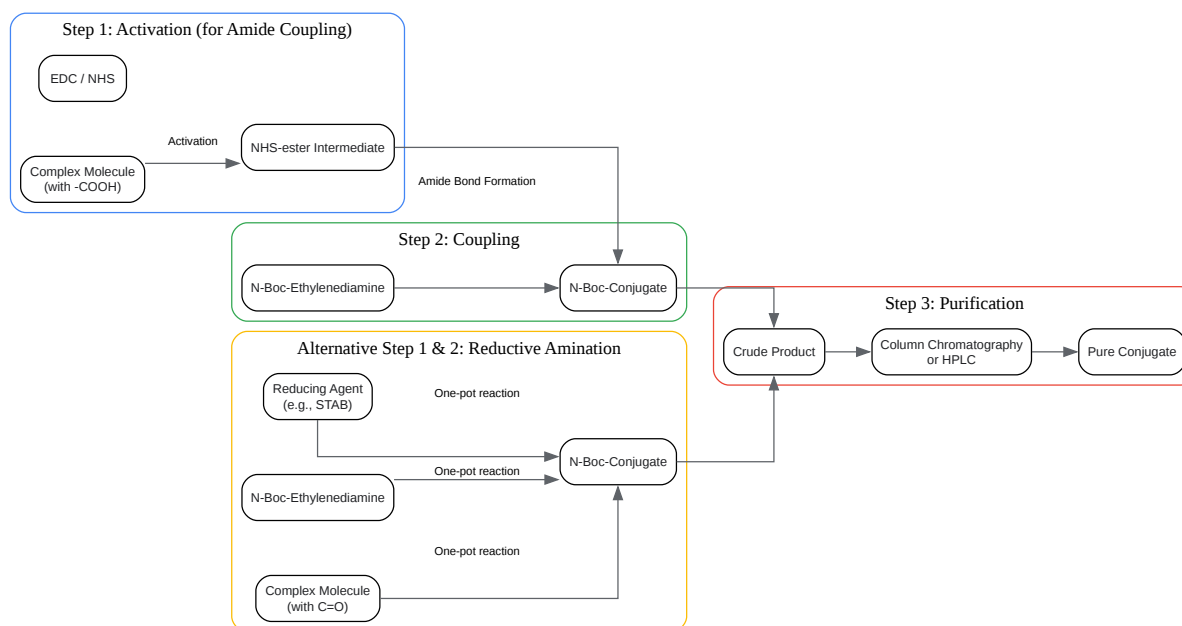 Step 1: Activation (for Amide Coupling)
EDC / NHS
Activation
NHS-ester Intermediate
Complex Molecule
(with -COOH)
Amide Bond Formation
Step 2: Coupling
N-Boc-Ethylenediamine
N-Boc-Conjugate
Step 3: Purification
Crude Product
Column Chromatography
or HPLC
Pure Conjugate
Alternative Step 1 & 2: Reductive Amination
Reducing Agent
(e.g., STAB)
One-pot reaction
N-Boc-Conjugate
One-pot reaction
N-Boc-Ethylenediamine
One-pot reaction
Complex Molecule
(with C=O)